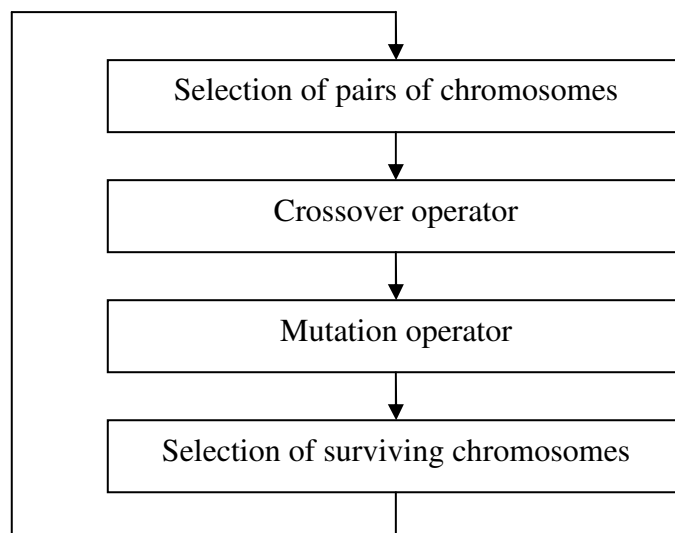 Selection of pairs of chromosomes
Crossover operator
Mutation operator
Selection of surviving chromosomes